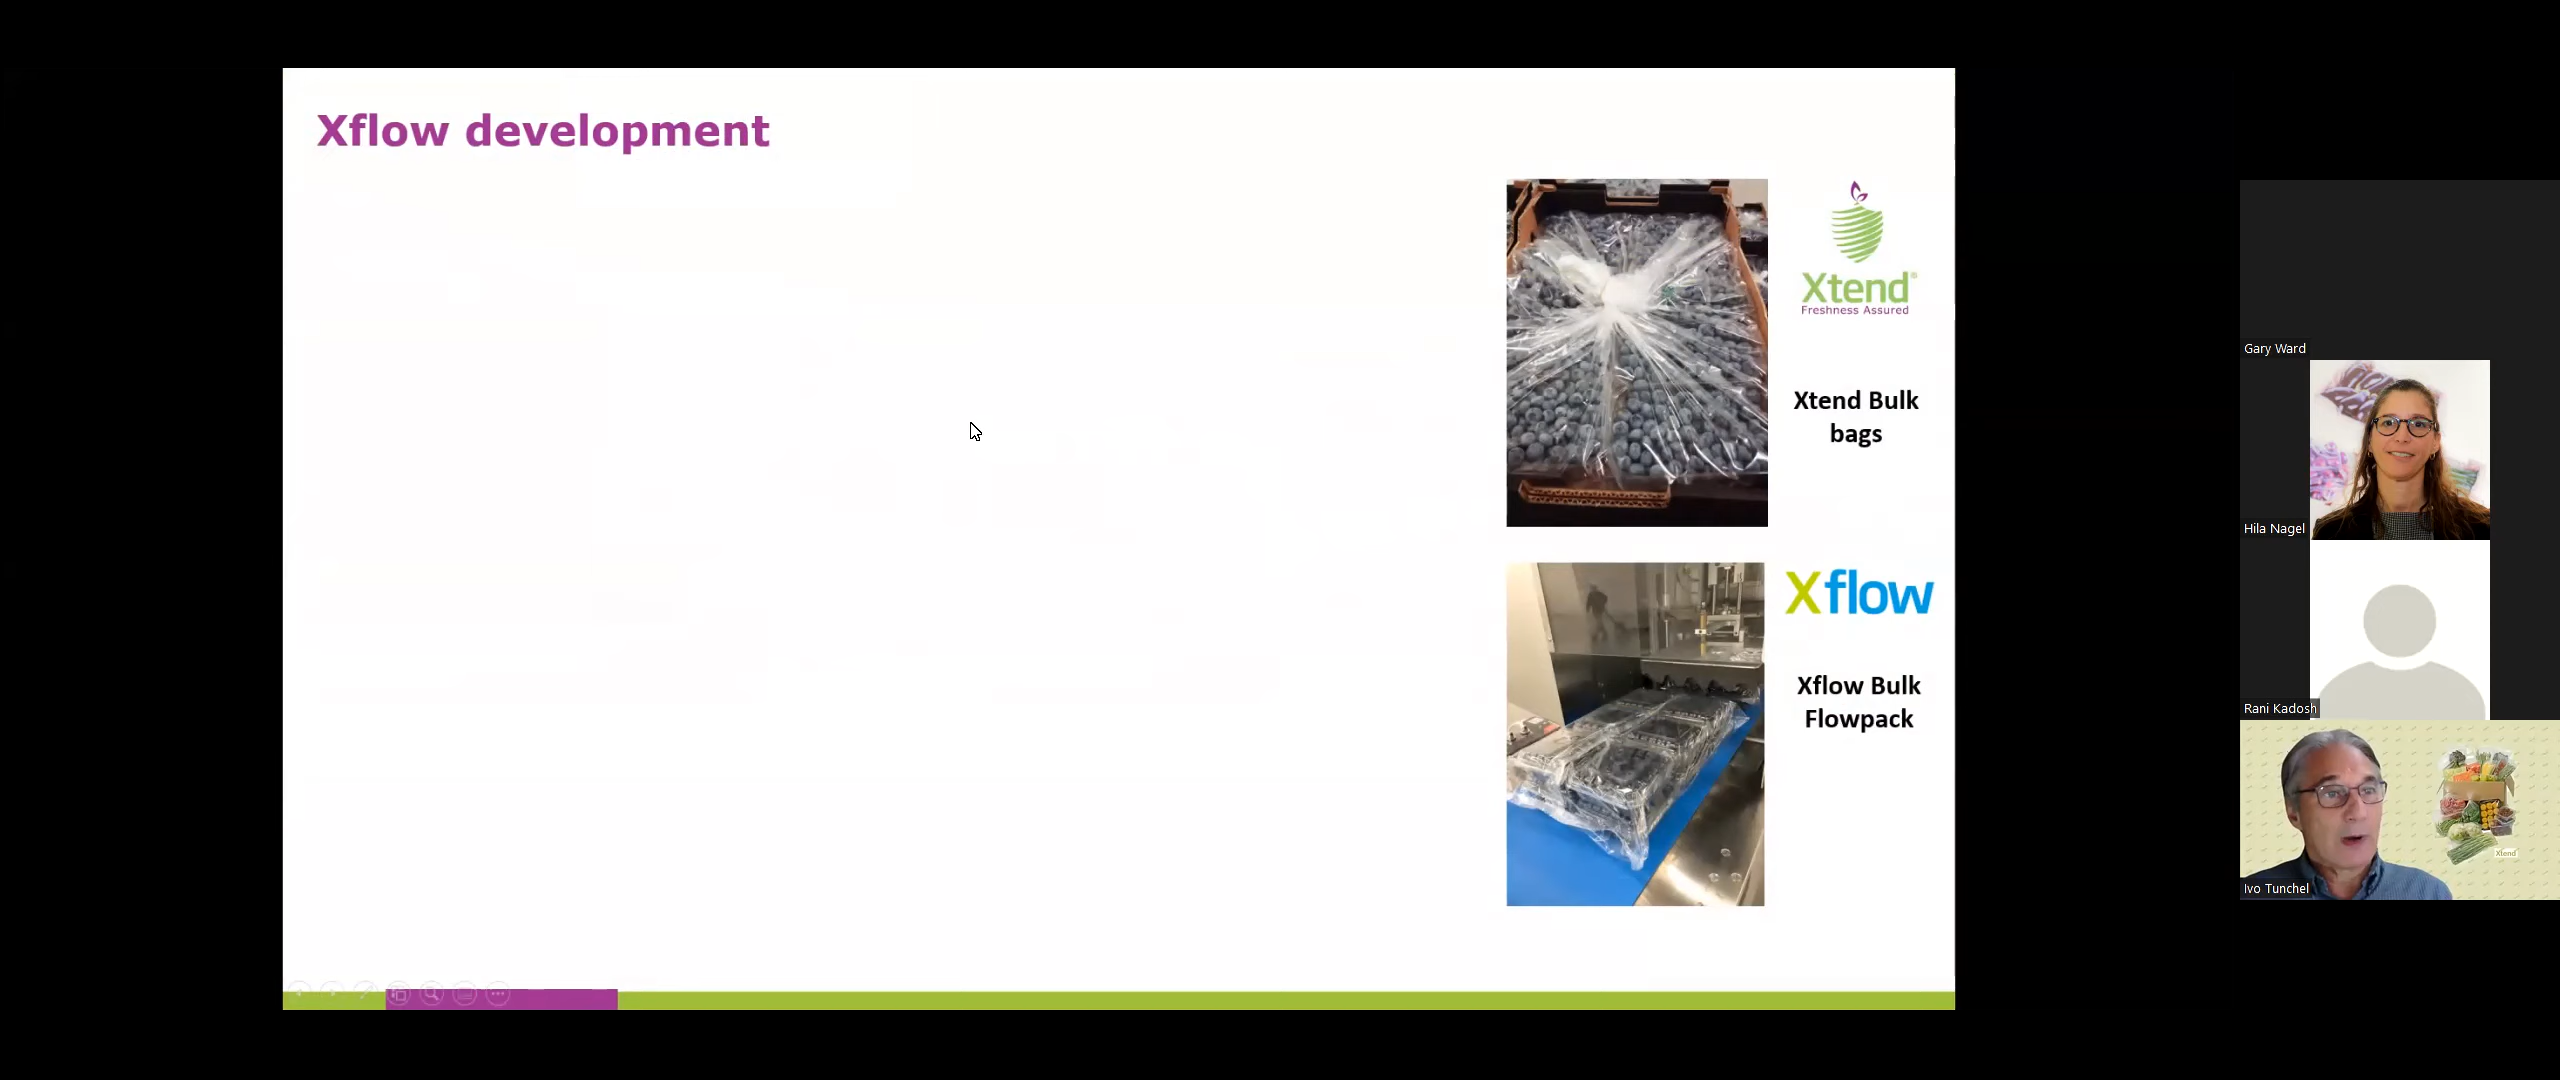 Xflow development
Xtend®
Freshness Assured
Xtend Bulk
bags
Xflow
Xflow Bulk
Flowpack
Gary Ward
Hila Nagel
Rani Kadosh
Xtend
Ivo Tunchel